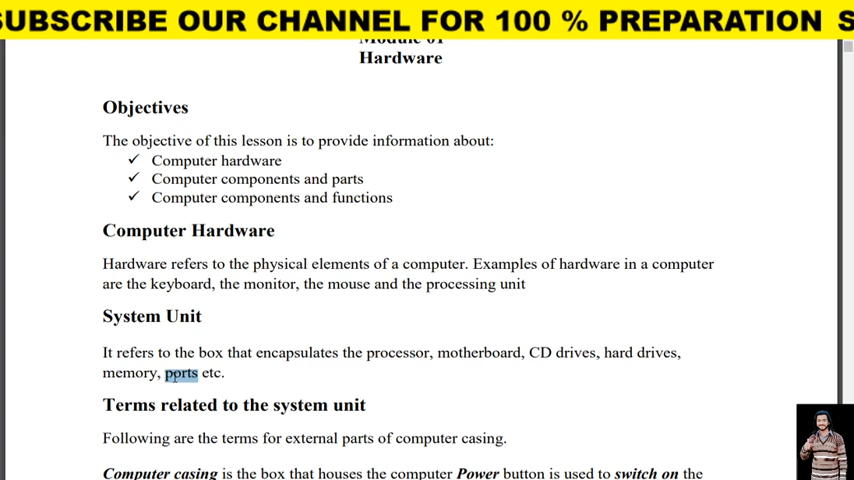 SUBSCRIBE OUR CHANNEL FOR 100 % PREPARATION S
Module 01
Hardware
Objectives
The objective of this lesson is to provide information about:
✓ Computer hardware
✓ Computer components and parts
✓ Computer components and functions
Computer Hardware
Hardware refers to the physical elements of a computer. Examples of hardware in a computer
are the keyboard, the monitor, the mouse and the processing unit
System Unit
It refers to the box that encapsulates the processor, motherboard, CD drives, hard drives,
memory, ports etc.
Terms related to the system unit
Following are the terms for external parts of computer casing.
Computer casing is the box that houses the computer Power button is used to switch on the